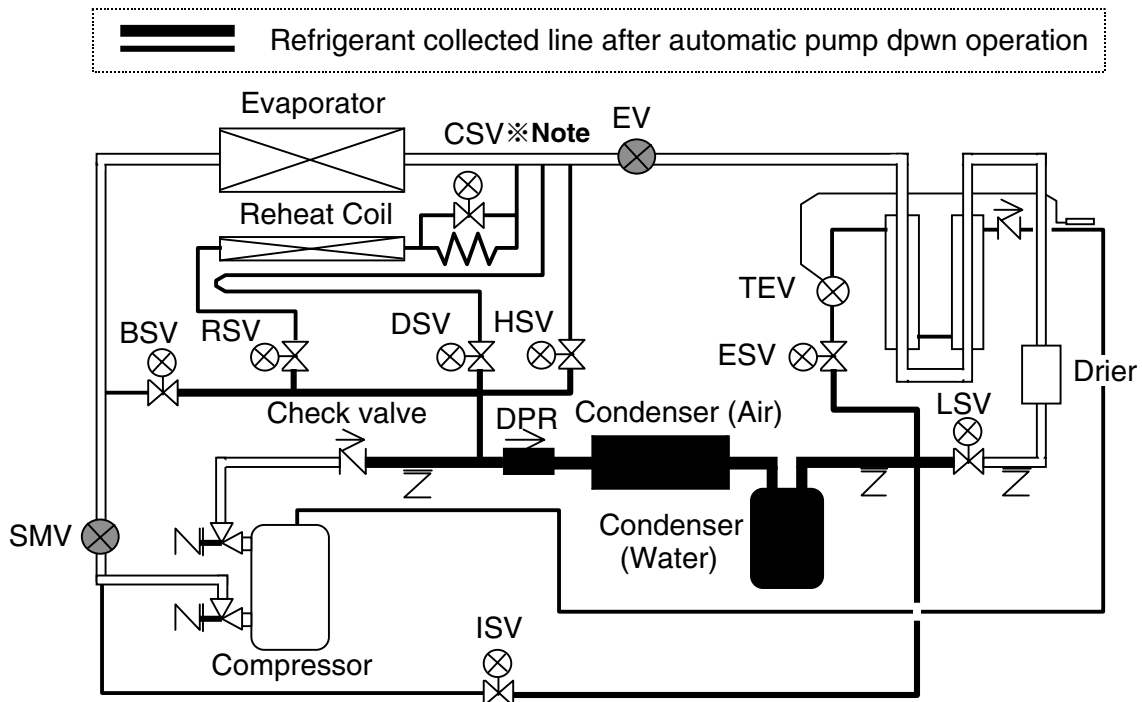 Refrigerant collected line after automatic pump dpwn operation
Evaporator
CSV※Note
EV
Reheat Coil
TEV
BSV
RSV
DSV
HSV
ESV
Drier
Check valve
DPR
Condenser (Air)
LSV
SMV
Condenser
(Water)
ISV
Compressor